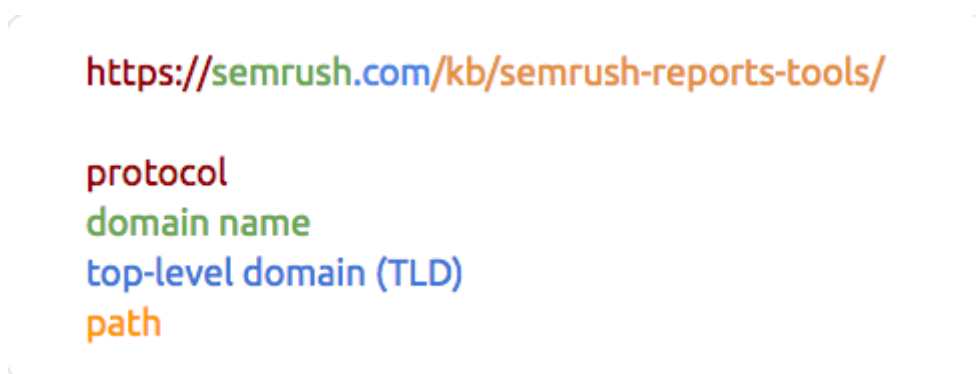 https://semrush.com/kb/semrush-reports-tools/
protocol
domain name
top-level domain (TLD)
path